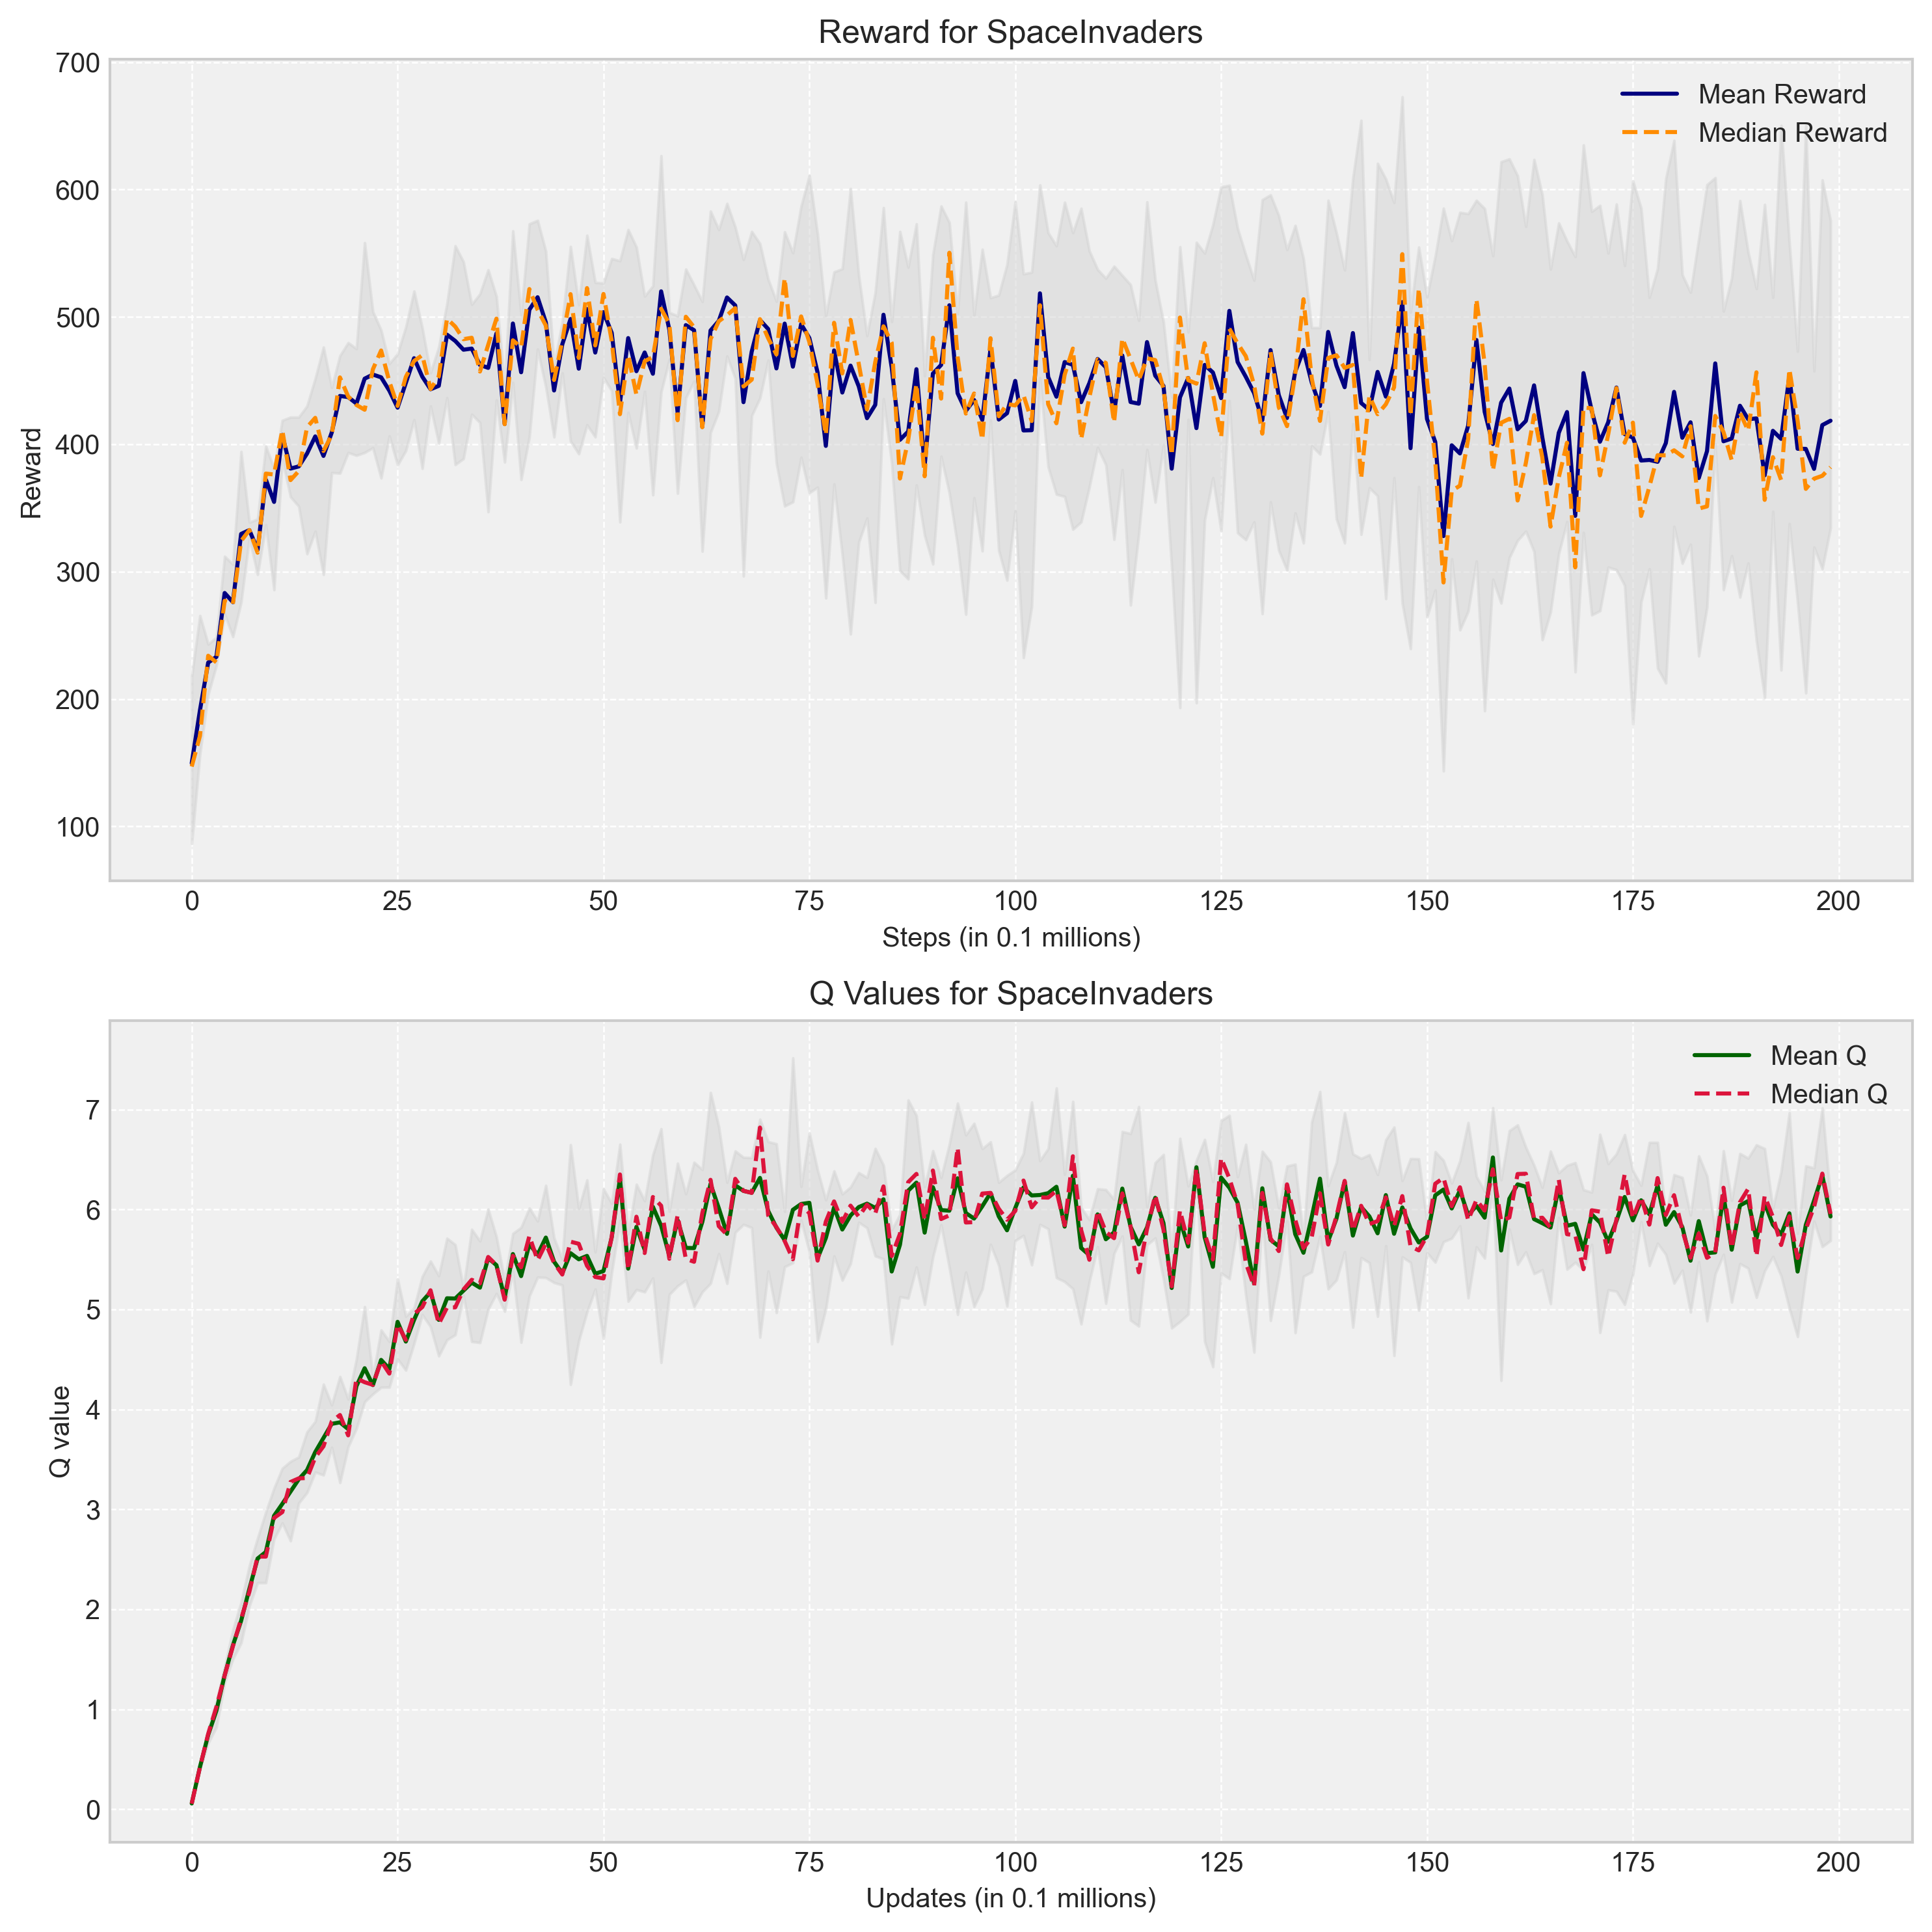 Reward for SpaceInvaders
700
600
500
400
300
200
100
Reward
Mean Reward
Median Reward
0 25 50 75 100 125 150 175 200
Steps (in 0.1 millions)
Q Values for SpaceInvaders
7
6
5
4
3
2
1
0
Q value
Mean Q
Median Q
0 25 50 75 100 125 150 175 200
Updates (in 0.1 millions)